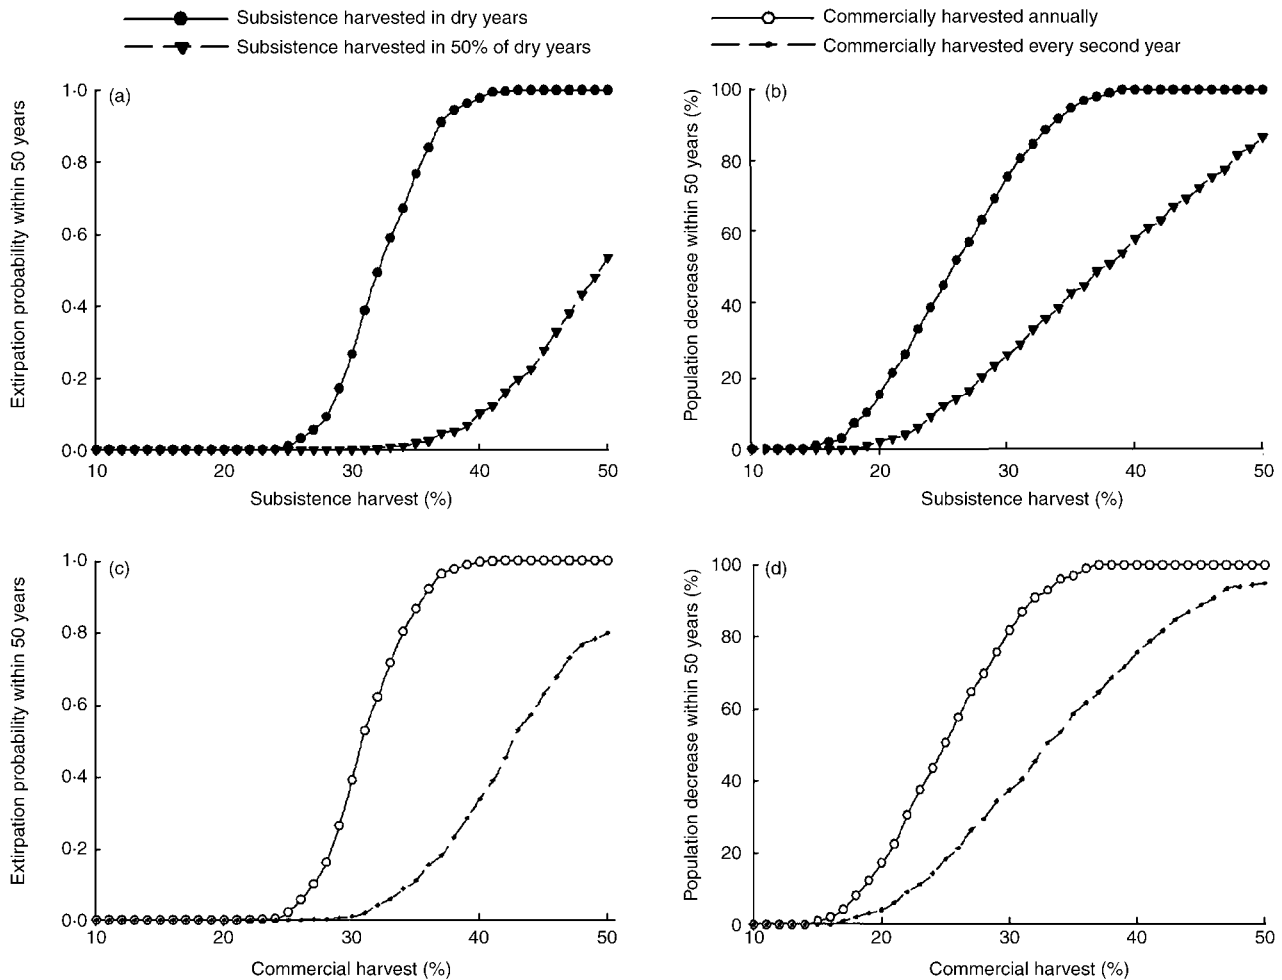 Subsistence harvested in dry years
Subsistence harvested in 50% of dry years
Commercially harvested annually
Commercially harvested every second year
(a)
Extirpation probability within 50 years
1·0
0·8
0·6
0·4
0·2
0·0
10 20 30 40 50
Subsistence harvest (%)
(b)
Population decrease within 50 years (%)
100
80
60
40
20
0
10 20 30 40 50
Subsistence harvest (%)
(c)
Extirpation probability within 50 years
1·0
0·8
0·6
0·4
0·2
0·0
10 20 30 40 50
Commercial harvest (%)
(d)
Population decrease within 50 years (%)
100
80
60
40
20
0
10 20 30 40 50
Commercial harvest (%)